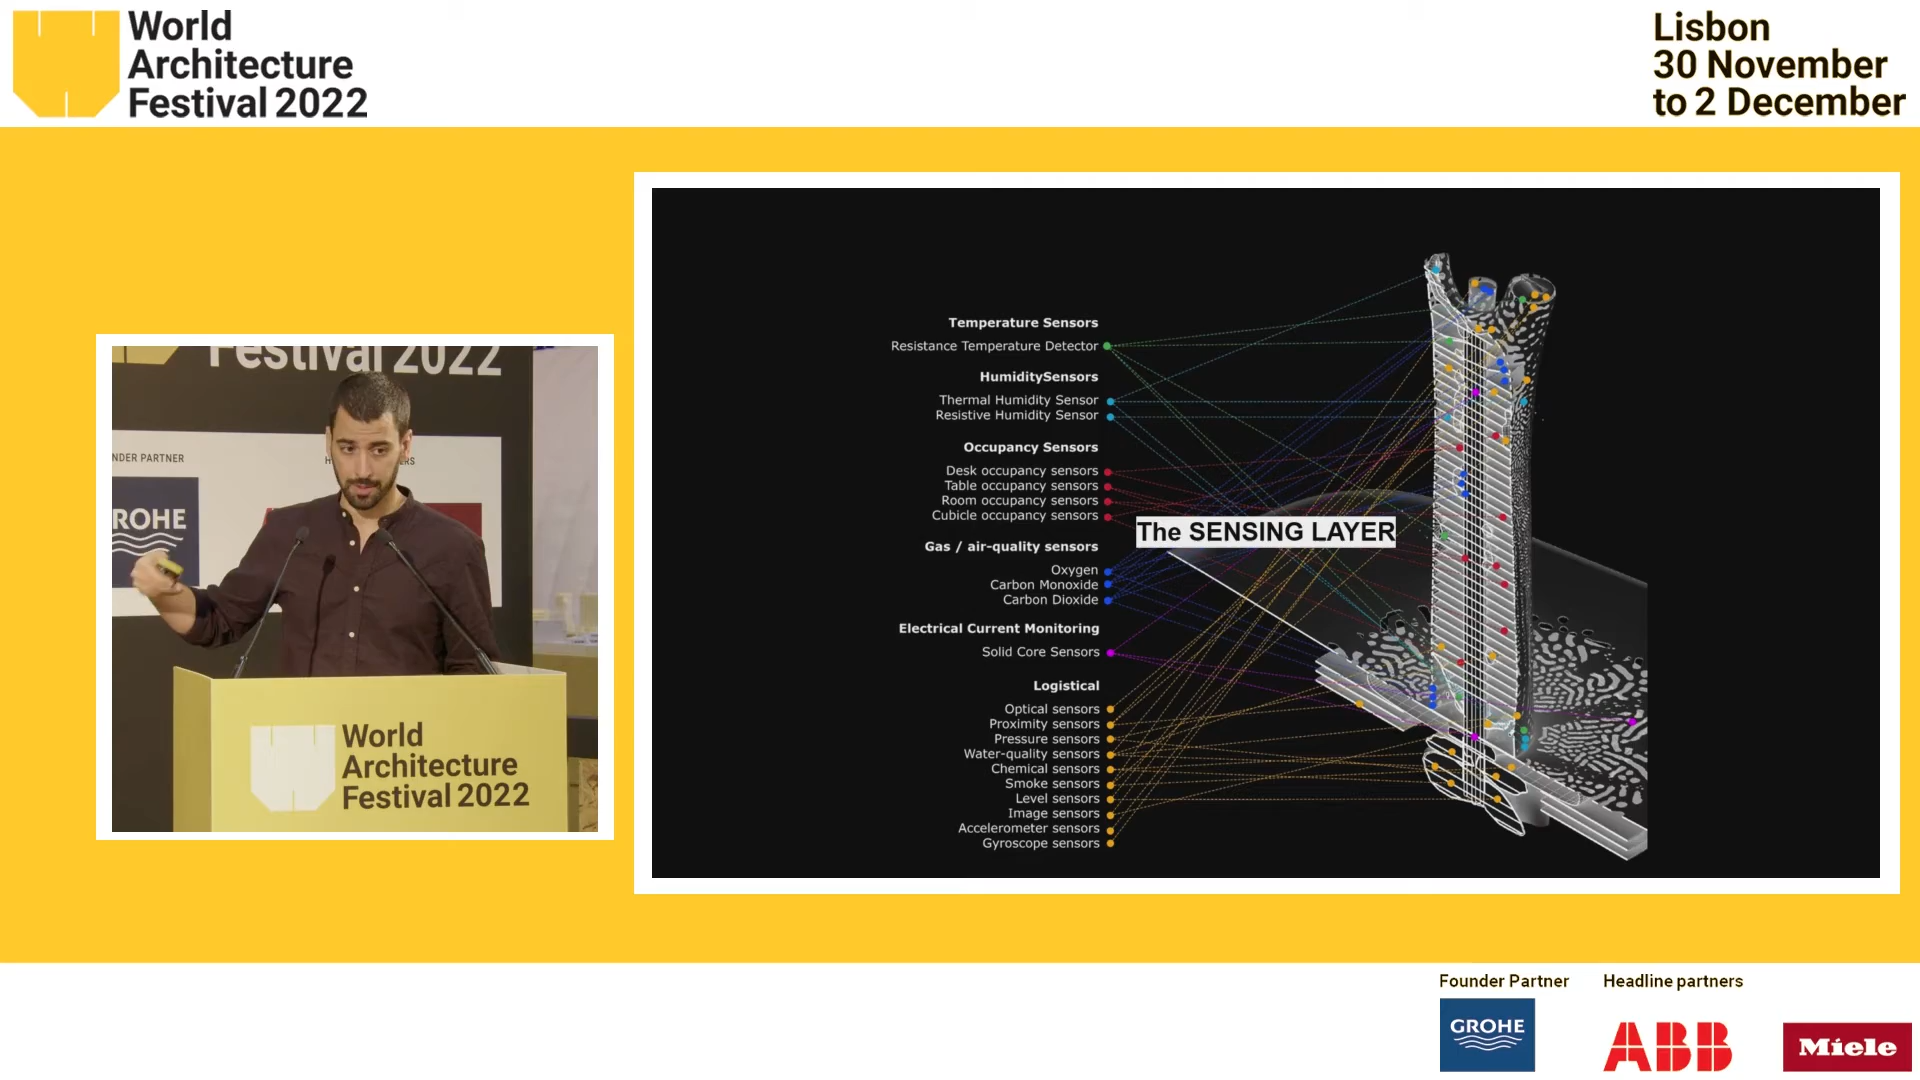 World
Architecture
Festival 2022
Lisbon
30 November
to 2 December
Festival 2022
NDER PARTNER
ROHE
World
Architecture
Festival 2022
Temperature Sensors
Resistance Temperature Detector
HumiditySensors
Thermal Humidity Sensor
Resistive Humidity Sensor
Occupancy Sensors
Desk occupancy sensors
Table occupancy sensors
Room occupancy sensors
Cubicle occupancy sensors
The SENSING LAYER
Gas / air-quality sensors
Oxygen
Carbon Monoxide
Carbon Dioxide
Electrical Current Monitoring
Solid Core Sensors
Logistical
Optical sensors
Proximity sensors
Pressure sensors
Water-quality sensors
Chemical sensors
Smoke sensors
Level sensors
Image sensors
Accelerometer sensors
Gyroscope sensors
Founder Partner
Headline partners
GROHE
ABB
Miele